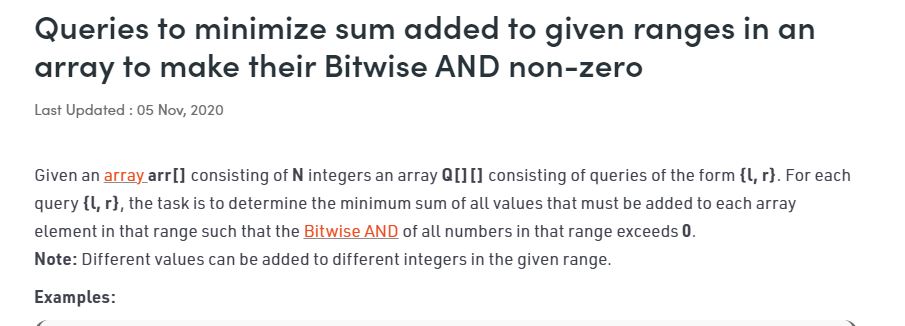 Queries to minimize sum added to given ranges in an
array to make their Bitwise AND non-zero
Last Updated : 05 Nov, 2020
Given an array arr[] consisting of N integers an array Q[][] consisting of queries of the form {l, r}. For each
query {l, r}, the task is to determine the minimum sum of all values that must be added to each array
element in that range such that the Bitwise AND of all numbers in that range exceeds 0.
Note: Different values can be added to different integers in the given range.
Examples: